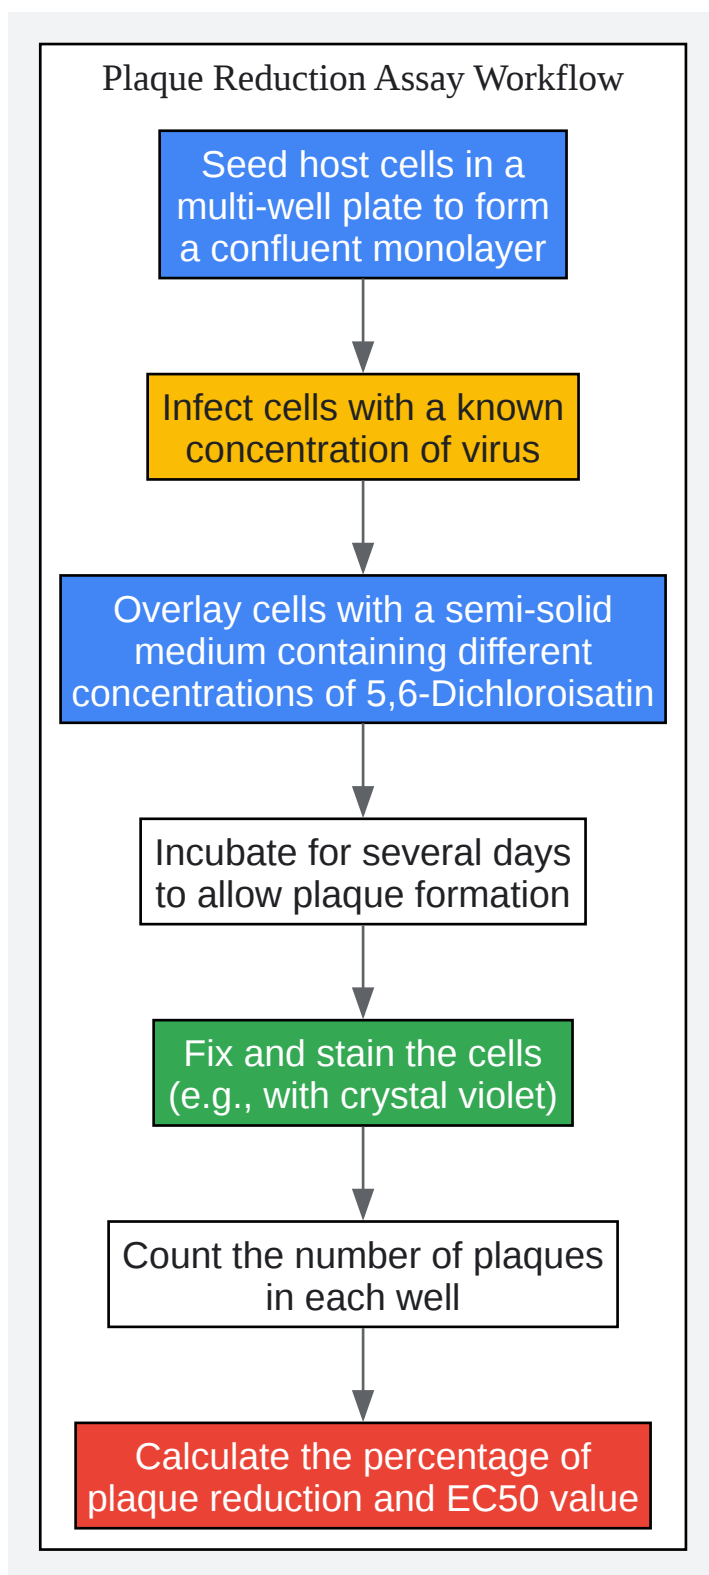 Plaque Reduction Assay Workflow
Seed host cells in a
multi-well plate to form
a confluent monolayer
Infect cells with a known
concentration of virus
Overlay cells with a semi-solid
medium containing different
concentrations of 5,6-Dichloroisatin
Incubate for several days
to allow plaque formation
Fix and stain the cells
(e.g., with crystal violet)
Count the number of plaques
in each well
Calculate the percentage of
plaque reduction and EC50 value